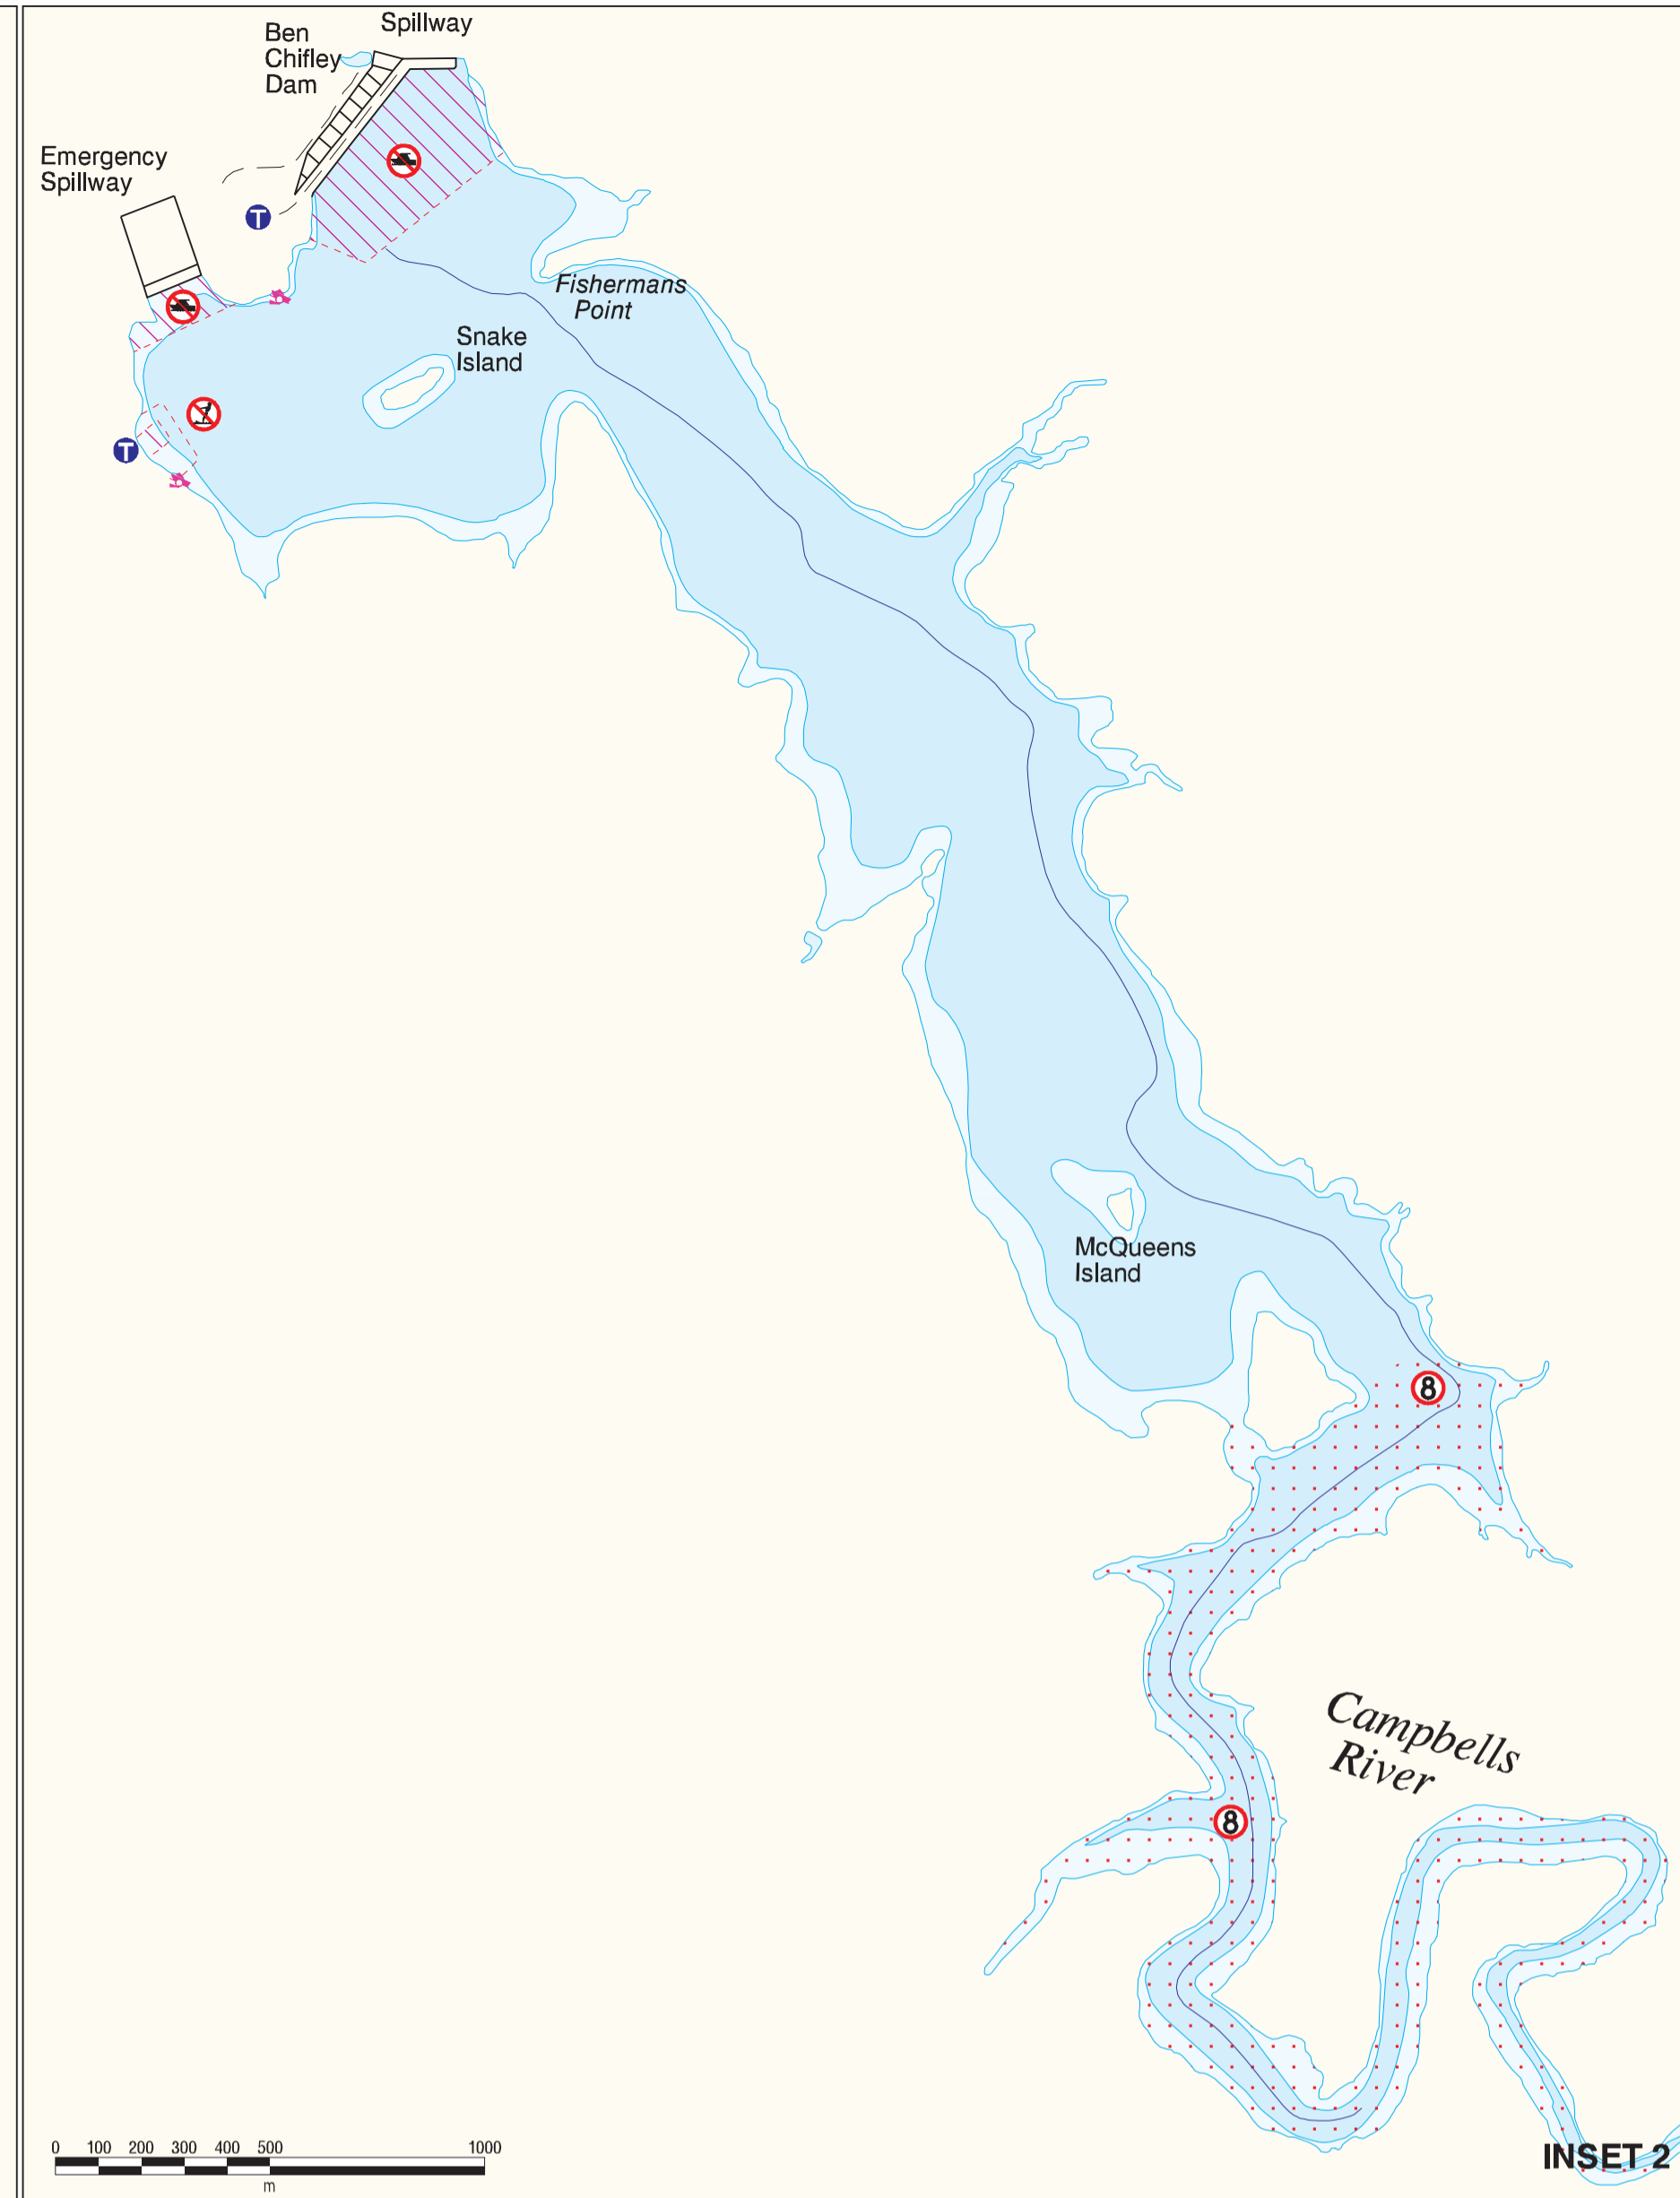 Spillway
Ben
Chifley
Dam
Emergency
Spillway
T
Fishermans
Point
Snake
Island
T
McQueens
Island
8
Campbells
River
8
0 100 200 300 400 500 1000
m
INSET 2